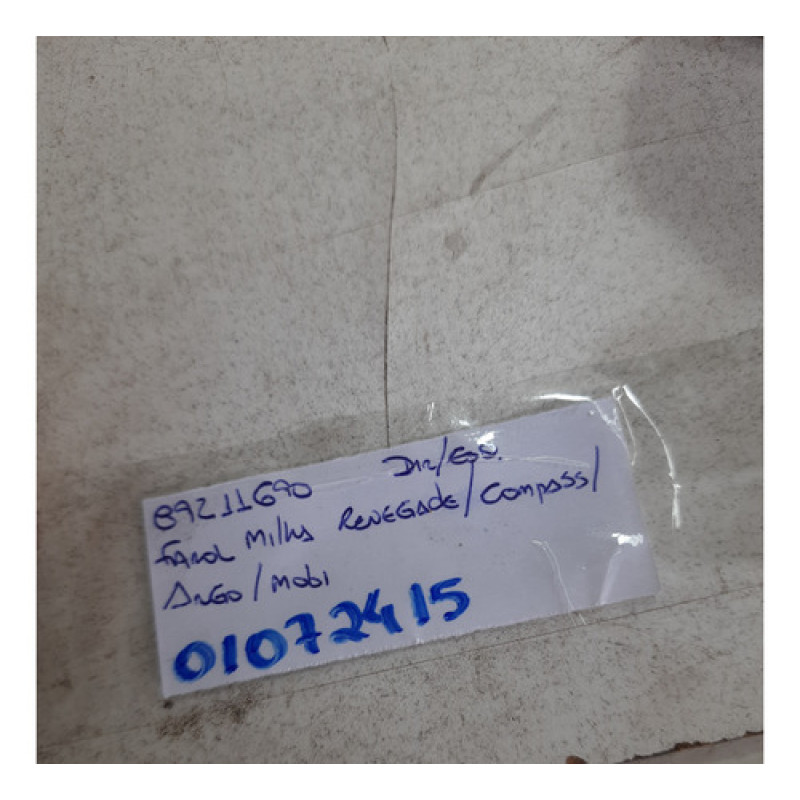 89211690 DIR/ESQ.
FAROL MilhA RENEGADE/COMPASS/
ARGO/MOBI
01072415